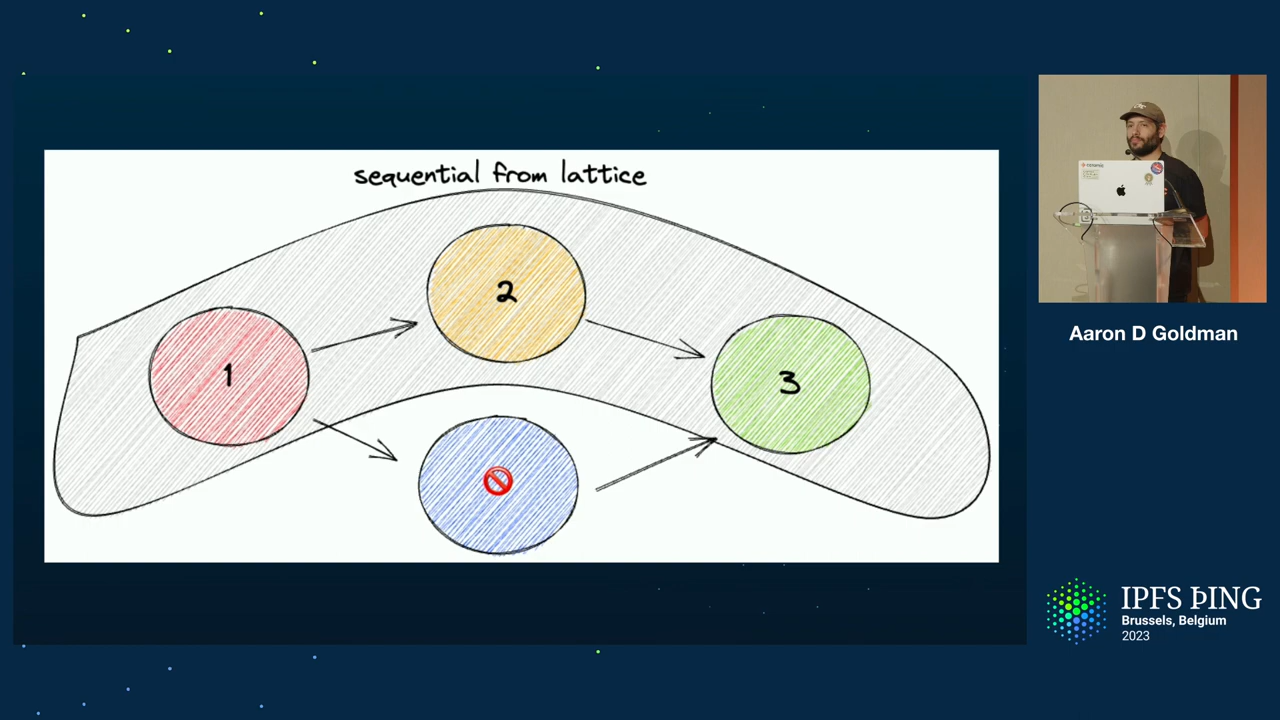 sequential from lattice
1
2
3
Aaron D Goldman
IPFS ÞING
Brussels, Belgium
2023